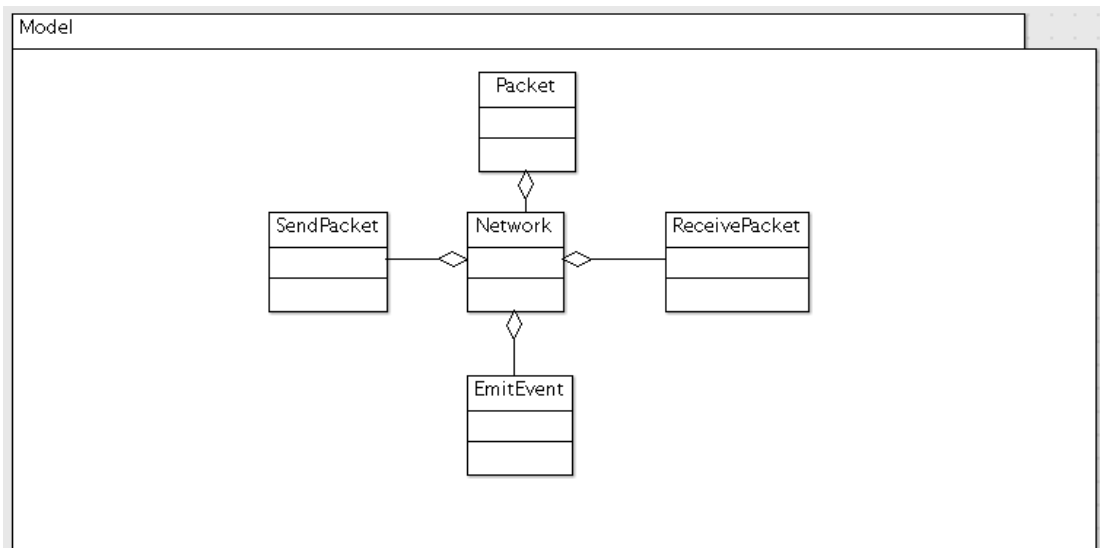 Model
Packet
SendPacket
Network
ReceivePacket
EmitEvent